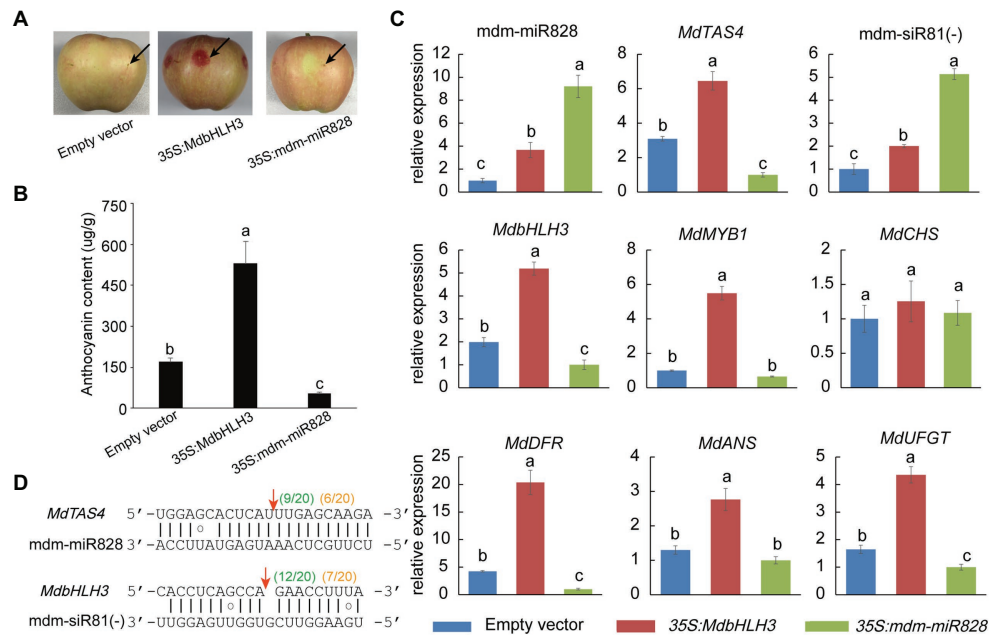 A
Empty vector
35S:MdbHLH3
35S:mdm-miR828
B
Anthocyanin content (ug/g)
750
600
450
300
150
0
b
a
c
Empty vector
35S:MdbHLH3
35S:mdm-miR828
C
mdm-miR828
relative expression
12
10
8
6
4
2
0
c
b
a
MdTAS4
8
6
4
2
0
b
a
c
mdm-siR81(-)
6
5
4
3
2
1
0
c
b
a
MdbHLH3
relative expression
6
5
4
3
2
1
0
b
a
c
MdMYB1
8
6
4
2
0
b
a
b
MdCHS
2
1.5
1
0.5
0
a
a
a
MdDFR
relative expression
25
20
15
10
5
0
b
a
c
MdANS
4
3
2
1
0
b
a
b
MdUFGT
5
4
3
2
1
0
b
a
c
Empty vector
35S:MdbHLH3
35S:mdm-miR828
D
(9/20) (6/20)
MdTAS4 5′ -UGGAGCACUCAUUUGAGCAAGA -3′
mdm-miR828 3′ -ACCUUAUGAGUAAACUCGUUCU -5′
(12/20) (7/20)
MdbHLH3 5′ -CACCUCAGCCA GAACCUUUA -3′
mdm-siR81(-) 3′ -UUGGAGUUGGUGCUUGGAAGU -5′